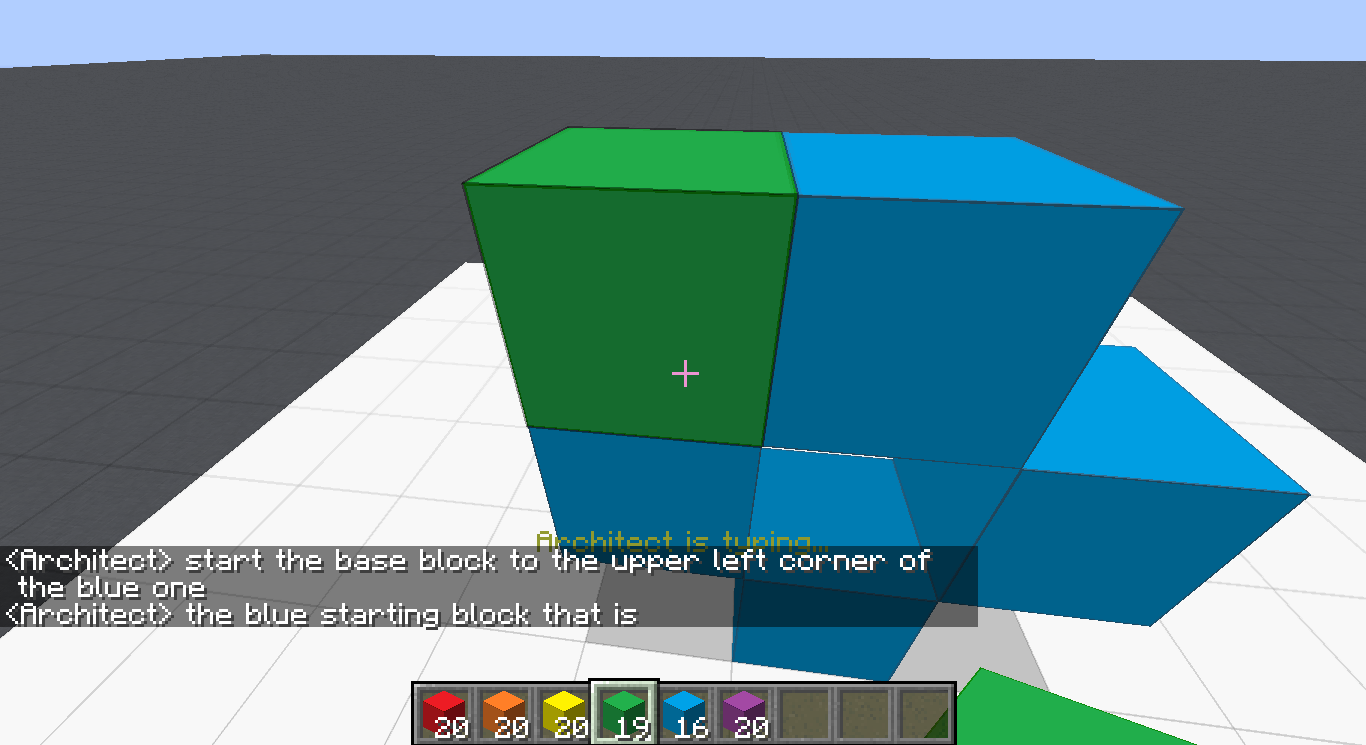 Architect is typing...
<Architect> start the base block to the upper left corner of
the blue one
<Architect> the blue starting block that is
20 20 20 19 16 20